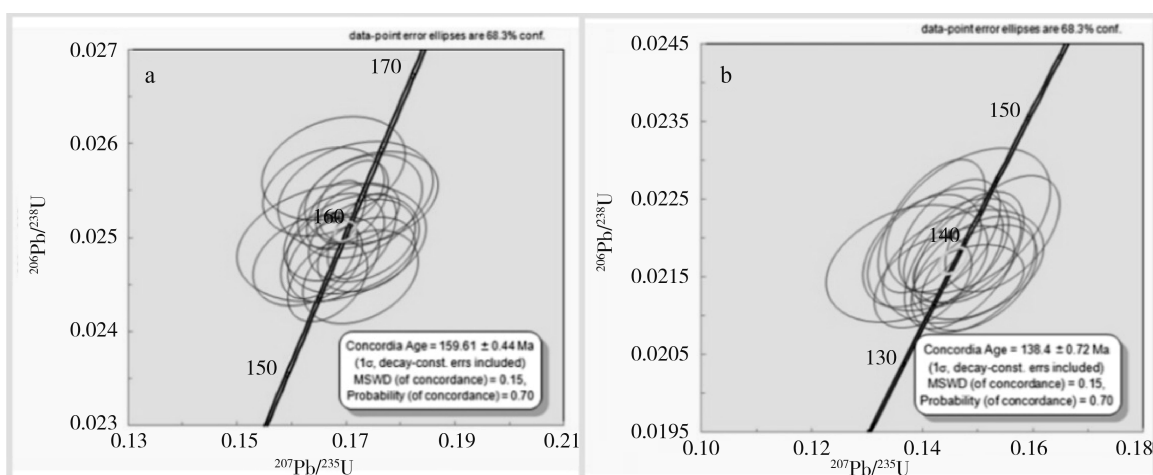 data-point error ellipses are 68.3% conf.
0.027
0.026
0.025
0.024
0.023
206Pb/238U
a
170
160
150
Concordia Age = 159.61 ± 0.44 Ma
(1σ, decay-const. errs included)
MSWD (of concordance) = 0.15,
Probability (of concordance) = 0.70
0.13
0.15
0.17
0.19
0.21
207Pb/235U
data-point error ellipses are 68.3% conf.
0.0245
0.0235
0.0225
0.0215
0.0205
0.0195
206Pb/238U
b
150
140
130
Concordia Age = 138.4 ± 0.72 Ma
(1σ, decay-const. errs included)
MSWD (of concordance) = 0.15,
Probability (of concordance) = 0.70
0.10
0.12
0.14
0.16
0.18
207Pb/235U